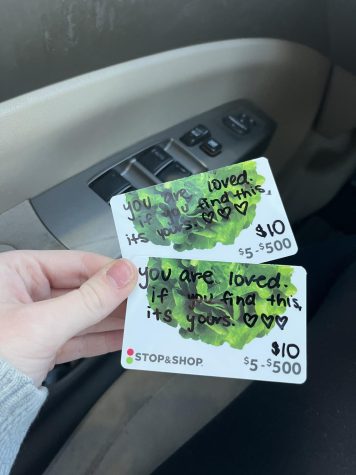 you are loved.
if you find this,
its yours. ♡♡♡
$10
$5-$500
you are loved.
if you find this,
its yours. ♡♡♡
$10
STOP&SHOP
$5-$500